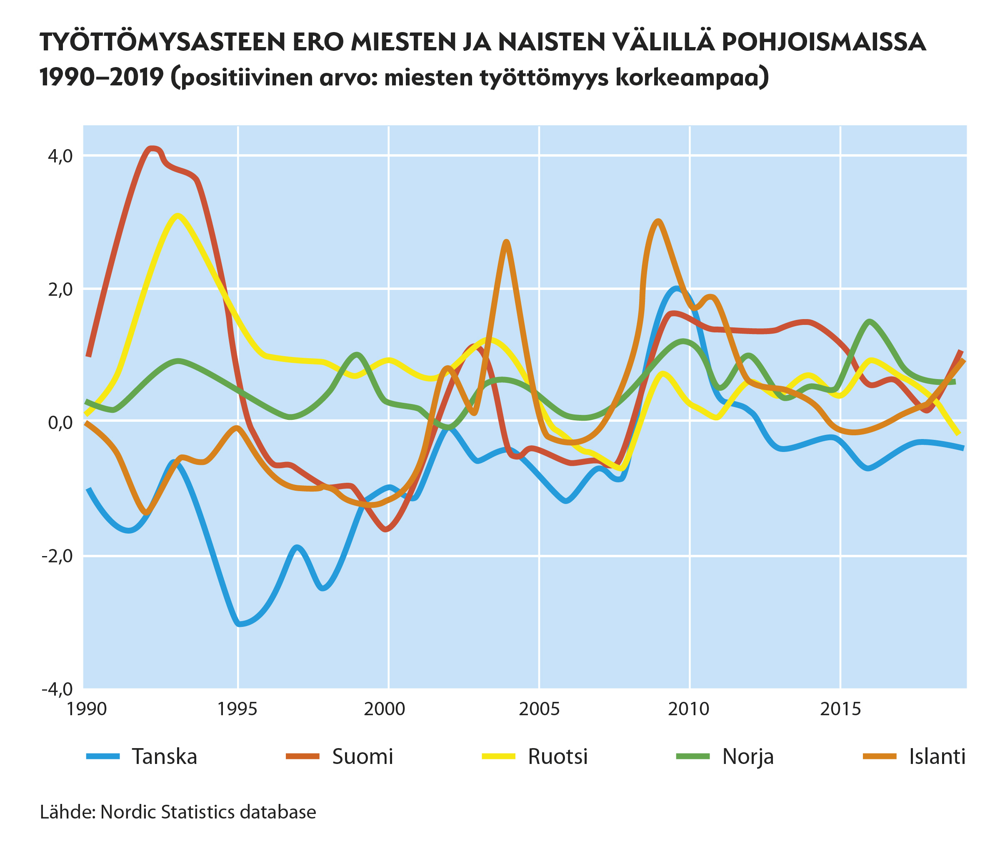 TYÖTTÖMYSASTEEN ERO MIESTEN JA NAISTEN VÄLILLÄ POHJOISMAISSA
1990–2019 (positiivinen arvo: miesten työttömyys korkeampaa)
4,0
2,0
0,0
-2,0
-4,0
1990 1995 2000 2005 2010 2015
Tanska Suomi Ruotsi Norja Islanti
Lähde: Nordic Statistics database